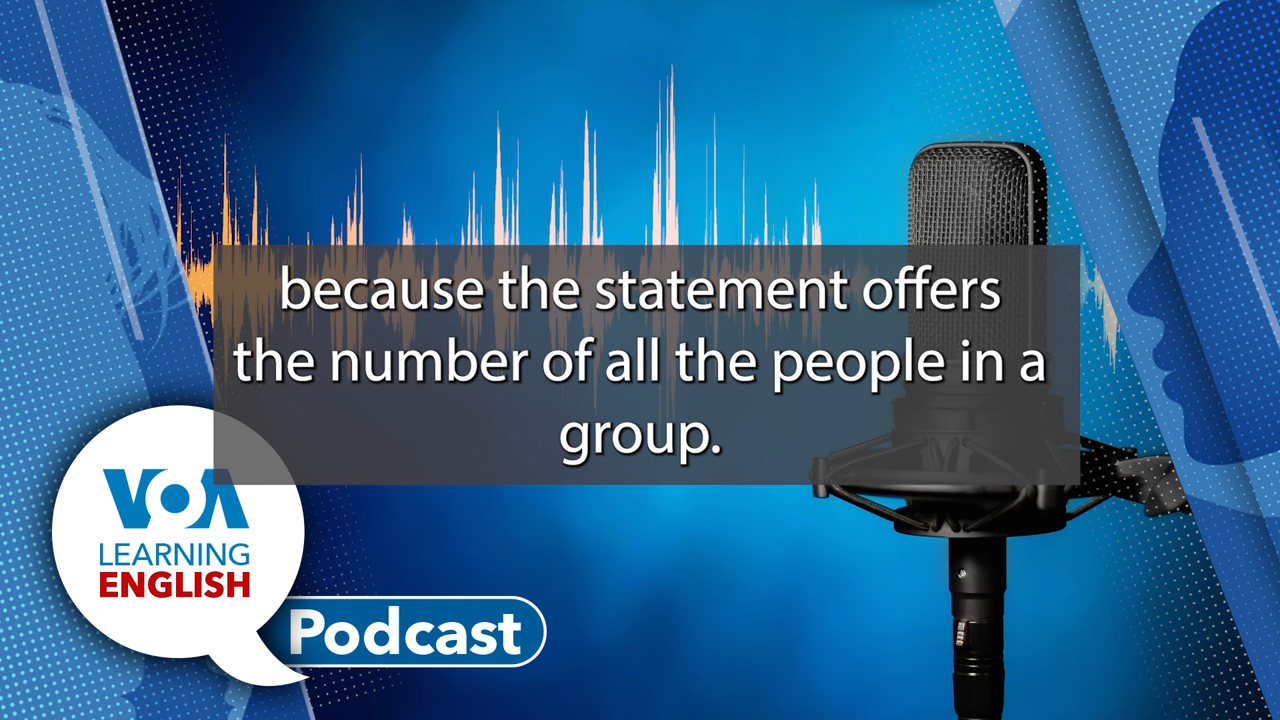 because the statement offers
the number of all the people in a
group.
VOA
LEARNING
ENGLISH
Podcast